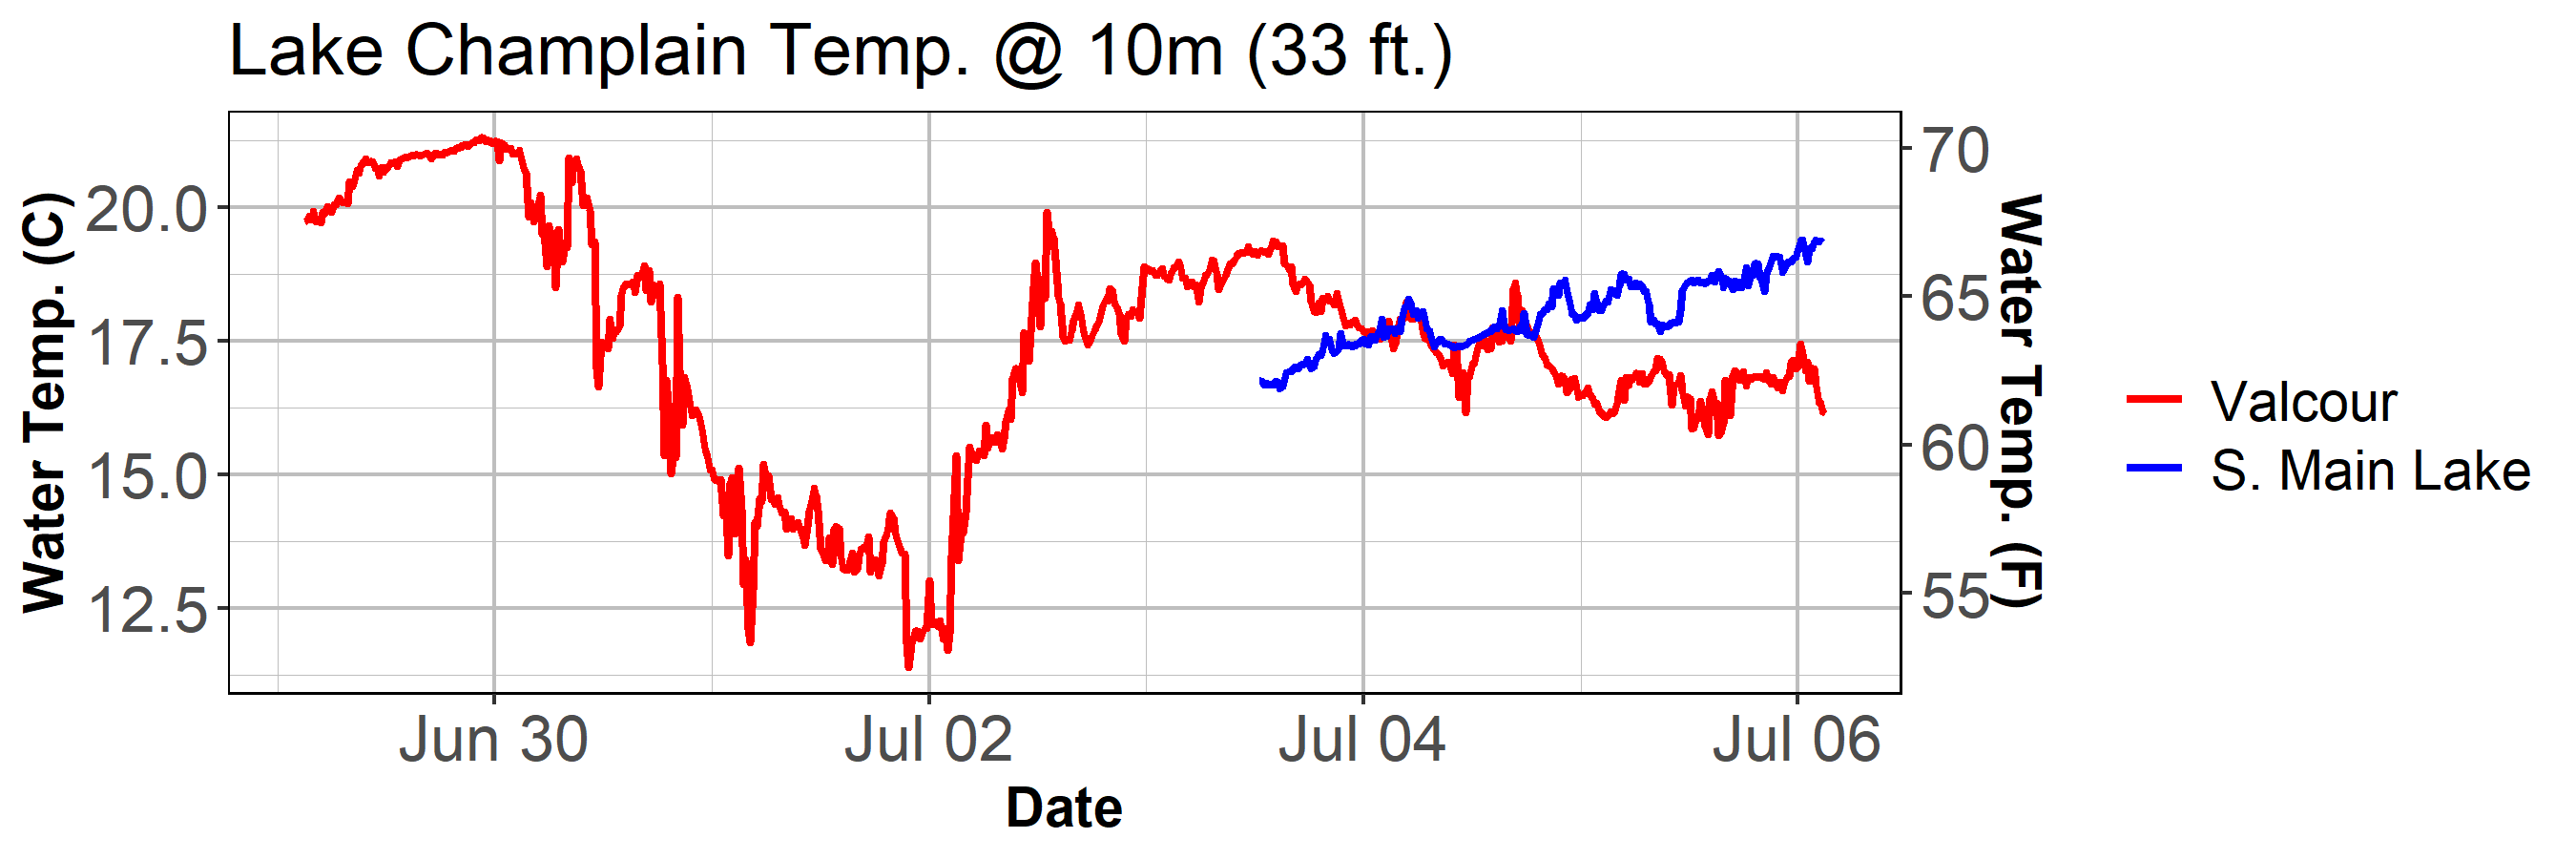 Lake Champlain Temp. @ 10m (33 ft.)
Water Temp. (C)
20.0
17.5
15.0
12.5
70
65
60
55
Water Temp. (F)
Jun 30
Jul 02
Jul 04
Jul 06
Date
Valcour
S. Main Lake